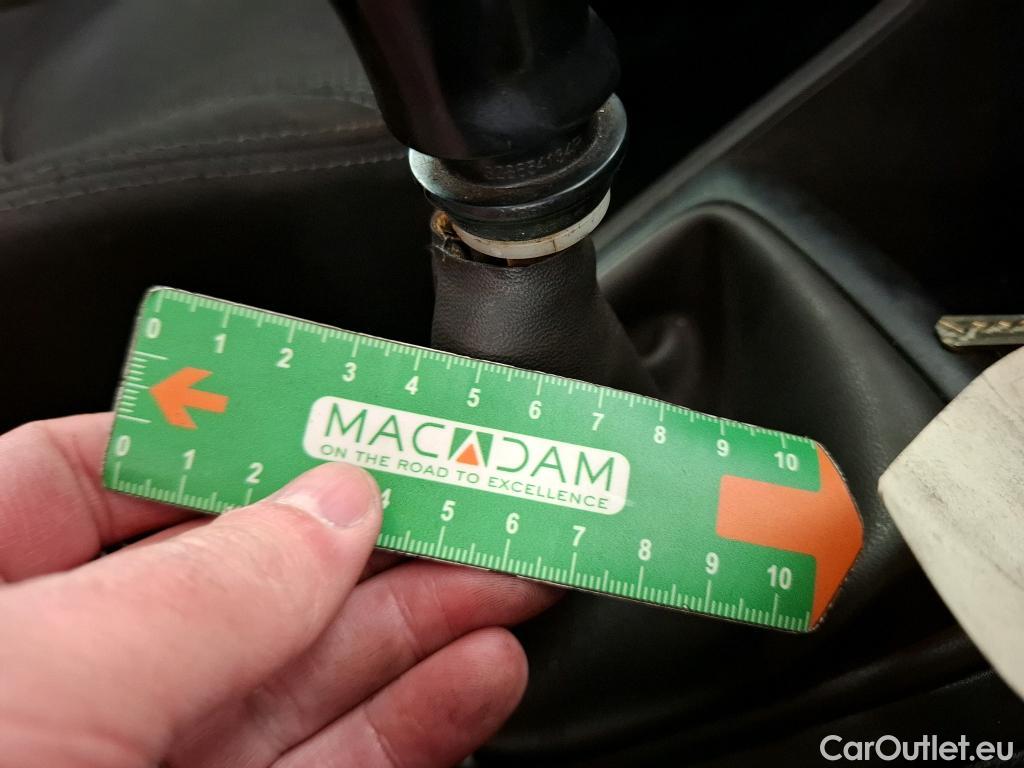 0 1 2 3 4 5 6 7 8 9 10
MACADAM
ON THE ROAD TO EXCELLENCE
0 1 2 4 5 6 7 8 9 10
CarOutlet.eu